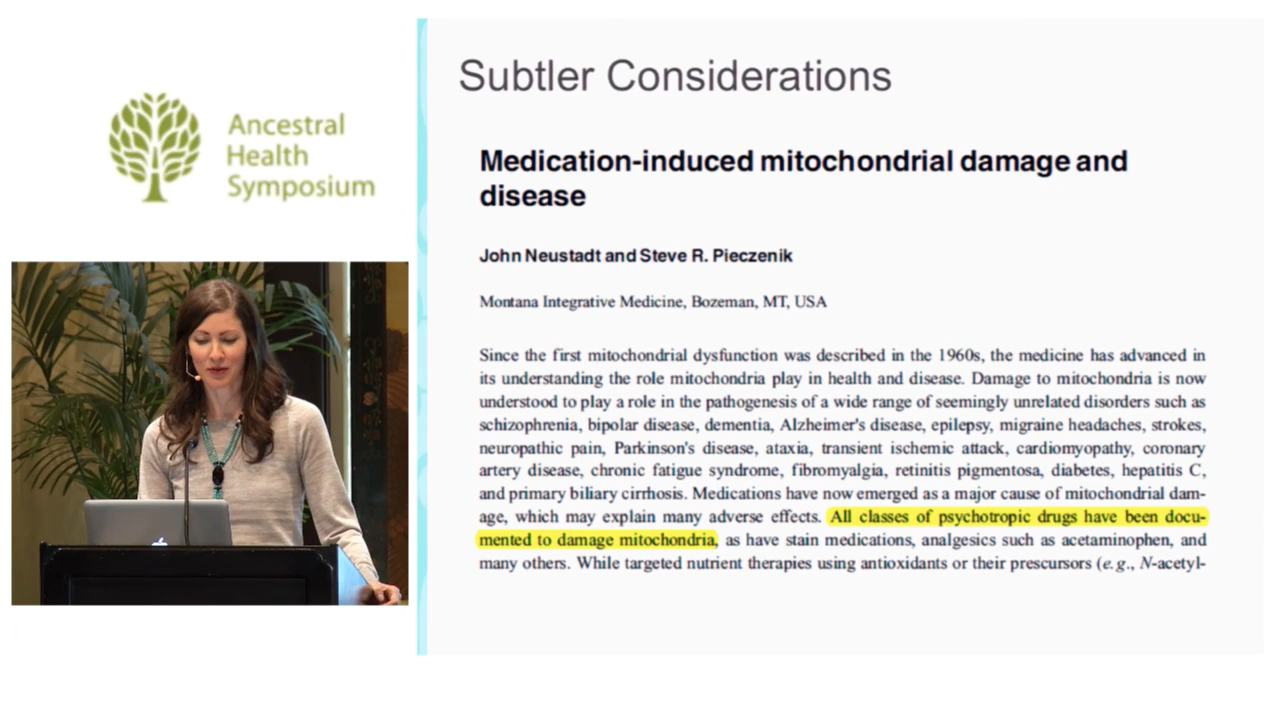 Ancestral
Health
Symposium
Subtler Considerations
Medication-induced mitochondrial damage and
disease
John Neustadt and Steve R. Pieczenik
Montana Integrative Medicine, Bozeman, MT, USA
Since the first mitochondrial dysfunction was described in the 1960s, the medicine has advanced in
its understanding the role mitochondria play in health and disease. Damage to mitochondria is now
understood to play a role in the pathogenesis of a wide range of seemingly unrelated disorders such as
schizophrenia, bipolar disease, dementia, Alzheimer's disease, epilepsy, migraine headaches, strokes,
neuropathic pain, Parkinson's disease, ataxia, transient ischemic attack, cardiomyopathy, coronary
artery disease, chronic fatigue syndrome, fibromyalgia, retinitis pigmentosa, diabetes, hepatitis C,
and primary biliary cirrhosis. Medications have now emerged as a major cause of mitochondrial dam-
age, which may explain many adverse effects. All classes of psychotropic drugs have been docu-
mented to damage mitochondria, as have stain medications, analgesics such as acetaminophen, and
many others. While targeted nutrient therapies using antioxidants or their prescursors (e.g., N-acetyl-